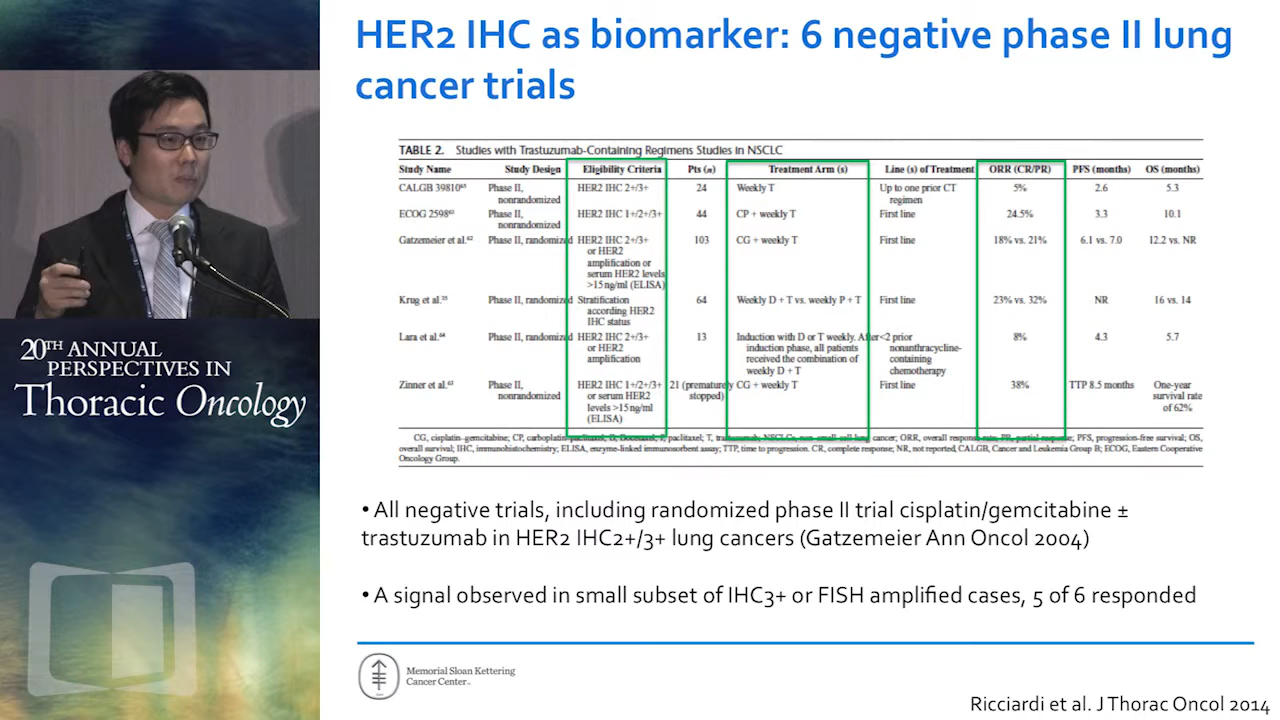 HER2 IHC as biomarker: 6 negative phase II lung
cancer trials
TABLE 2. Studies with Trastuzumab-Containing Regimens Studies in NSCLC
Study Name Study Design Eligibility Criteria Pts (n) Treatment Arm (s) Line(s) of Treatment ORR (CR/PR) PFS (months) OS (months)
CALGB 39810⁶⁵ Phase II, HER2 IHC 2+/3+ 24 Weekly T Up to one prior CT 5% 2.6 5.3
nonrandomized regimen
ECOG 2598 Phase II, HER2 IHC 1+/2+/3+ 44 CP + weekly T First line 24.5% 3.3 10.1
nonrandomized
Gatzemeier et al.⁶² Phase II, randomized HER2 IHC 2+/3+ 103 CG + weekly T First line 18% vs. 21% 6.1 vs. 7.0 12.2 vs. NR
or HER2
amplification or
serum HER2 levels
>15 ng/ml (ELISA)
Krug et al. Phase II, randomized Stratification 64 Weekly D + T vs. weekly P + T First line 23% vs. 32% NR 16 vs. 14
according HER2
IHC status
Lara et al.⁶⁴ Phase II, randomized HER2 IHC 2+/3+ 13 Induction with D or T weekly. After <2 prior 8% 4.3 5.7
or HER2 induction phase, all patients nonanthracycline-
amplification received the combination of containing
weekly D + T chemotherapy
Zinner et al.⁶³ Phase II, HER2 IHC 1+/2+/3+ 21 (prematurely CG + weekly T First line 38% TTP 8.5 months One-year
nonrandomized or serum HER2 stopped) survival rate
levels >15 ng/ml of 62%
(ELISA)
CG, cisplatin–gemcitabine; CP, carboplatin-paclitaxel; D, Docetaxel; P, paclitaxel; T, trastuzumab; NSCLCs, non–small-cell lung cancer; ORR, overall response rate; PR, partial response; PFS, progression-free survival; OS,
overall survival; IHC, immunohistochemistry; ELISA, enzyme-linked immunosorbent assay; TTP, time to progression. CR, complete response; NR, not reported, CALGB, Cancer and Leukemia Group B; ECOG, Eastern Cooperative
Oncology Group.
• All negative trials, including randomized phase II trial cisplatin/gemcitabine ±
trastuzumab in HER2 IHC2+/3+ lung cancers (Gatzemeier Ann Oncol 2004)
• A signal observed in small subset of IHC3+ or FISH amplified cases, 5 of 6 responded
20TH ANNUAL
PERSPECTIVES IN
Thoracic Oncology
Memorial Sloan Kettering
Cancer Center
Ricciardi et al. J Thorac Oncol 2014